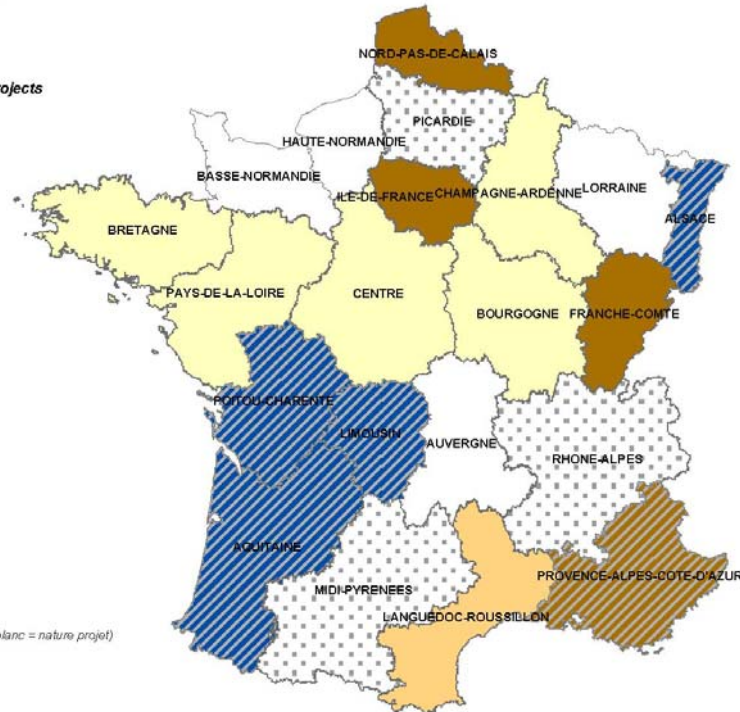 NORD-PAS-DE-CALAIS
ojects
PICARDIE
HAUTE-NORMANDIE
BASSE-NORMANDIE
ILE-DE-FRANCE
CHAMPAGNE-ARDENNE
LORRAINE
ALSACE
BRETAGNE
PAYS-DE-LA-LOIRE
CENTRE
BOURGOGNE
FRANCHE-COMTE
POITOU-CHARENTE
LIMOUSIN
AUVERGNE
RHONE-ALPES
AQUITAINE
MIDI-PYRENEES
PROVENCE-ALPES-COTE-D'AZUR
LANGUEDOC-ROUSSILLON
lanc = nature projet)